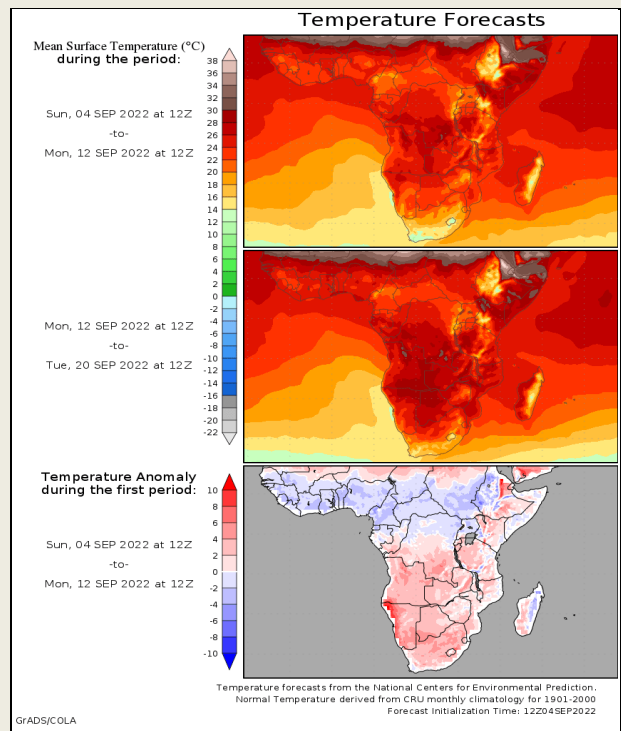 Temperature Forecasts
Mean Surface Temperature (°C)
during the period:
Sun, 04 SEP 2022 at 12Z
-to-
Mon, 12 SEP 2022 at 12Z
38
36
34
32
30
28
26
24
22
20
18
16
14
12
10
8
6
4
2
0
-2
-4
-6
-8
-10
-12
-14
-16
-18
-20
-22
Mon, 12 SEP 2022 at 12Z
-to-
Tue, 20 SEP 2022 at 12Z
Temperature Anomaly
during the first period:
Sun, 04 SEP 2022 at 12Z
-to-
Mon, 12 SEP 2022 at 12Z
10
8
6
4
2
0
-2
-4
-6
-8
-10
Temperature forecasts from the National Centers for Environmental Prediction.
Normal Temperature derived from CRU monthly climatology for 1901-2000
Forecast Initialization Time: 12Z04SEP2022
GrADS/COLA